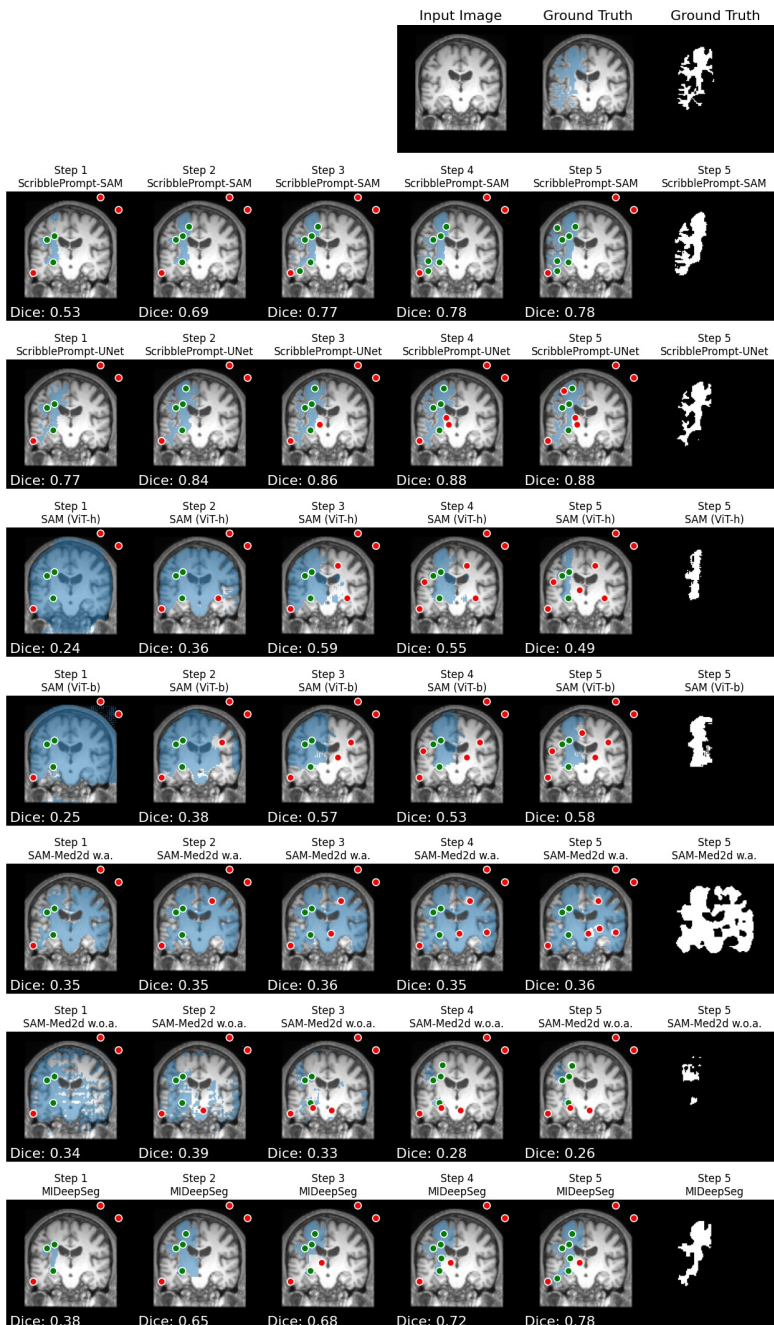 Input Image Ground Truth Ground Truth
Step 1 Step 2 Step 3 Step 4 Step 5 Step 5
ScribblePrompt-SAM ScribblePrompt-SAM ScribblePrompt-SAM ScribblePrompt-SAM ScribblePrompt-SAM ScribblePrompt-SAM
Dice: 0.53 Dice: 0.69 Dice: 0.77 Dice: 0.78 Dice: 0.78
Step 1 Step 2 Step 3 Step 4 Step 5 Step 5
ScribblePrompt-UNet ScribblePrompt-UNet ScribblePrompt-UNet ScribblePrompt-UNet ScribblePrompt-UNet ScribblePrompt-UNet
Dice: 0.77 Dice: 0.84 Dice: 0.86 Dice: 0.88 Dice: 0.88
Step 1 Step 2 Step 3 Step 4 Step 5 Step 5
SAM (ViT-h) SAM (ViT-h) SAM (ViT-h) SAM (ViT-h) SAM (ViT-h) SAM (ViT-h)
Dice: 0.24 Dice: 0.36 Dice: 0.59 Dice: 0.55 Dice: 0.49
Step 1 Step 2 Step 3 Step 4 Step 5 Step 5
SAM (ViT-b) SAM (ViT-b) SAM (ViT-b) SAM (ViT-b) SAM (ViT-b) SAM (ViT-b)
Dice: 0.25 Dice: 0.38 Dice: 0.57 Dice: 0.53 Dice: 0.58
Step 1 Step 2 Step 3 Step 4 Step 5 Step 5
SAM-Med2d w.a. SAM-Med2d w.a. SAM-Med2d w.a. SAM-Med2d w.a. SAM-Med2d w.a. SAM-Med2d w.a.
Dice: 0.35 Dice: 0.35 Dice: 0.36 Dice: 0.35 Dice: 0.36
Step 1 Step 2 Step 3 Step 4 Step 5 Step 5
SAM-Med2d w.o.a. SAM-Med2d w.o.a. SAM-Med2d w.o.a. SAM-Med2d w.o.a. SAM-Med2d w.o.a. SAM-Med2d w.o.a.
Dice: 0.34 Dice: 0.39 Dice: 0.33 Dice: 0.28 Dice: 0.26
Step 1 Step 2 Step 3 Step 4 Step 5 Step 5
MIDeepSeg MIDeepSeg MIDeepSeg MIDeepSeg MIDeepSeg MIDeepSeg
Dice: 0.38 Dice: 0.65 Dice: 0.68 Dice: 0.72 Dice: 0.78